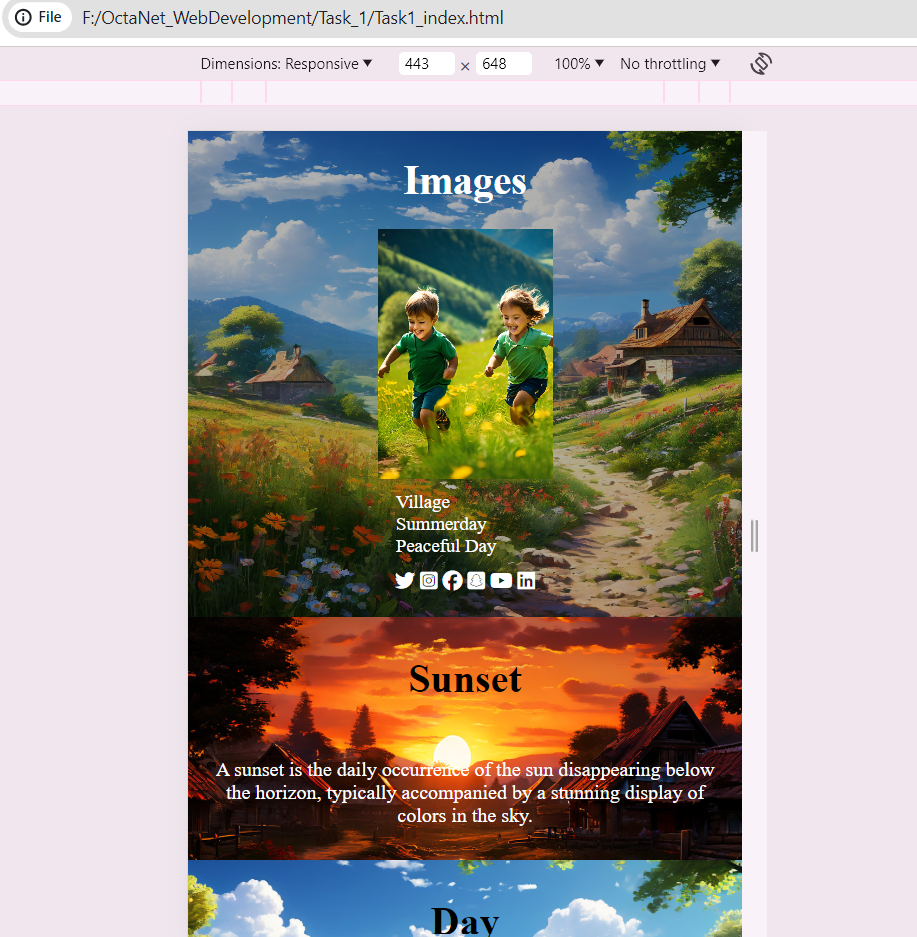 File F:/OctaNet_WebDevelopment/Task_1/Task1_index.html
Dimensions: Responsive ▼ 443 × 648 100% ▼ No throttling ▼
Images
Village
Summerday
Peaceful Day
Sunset
A sunset is the daily occurrence of the sun disappearing below
the horizon, typically accompanied by a stunning display of
colors in the sky.
Day